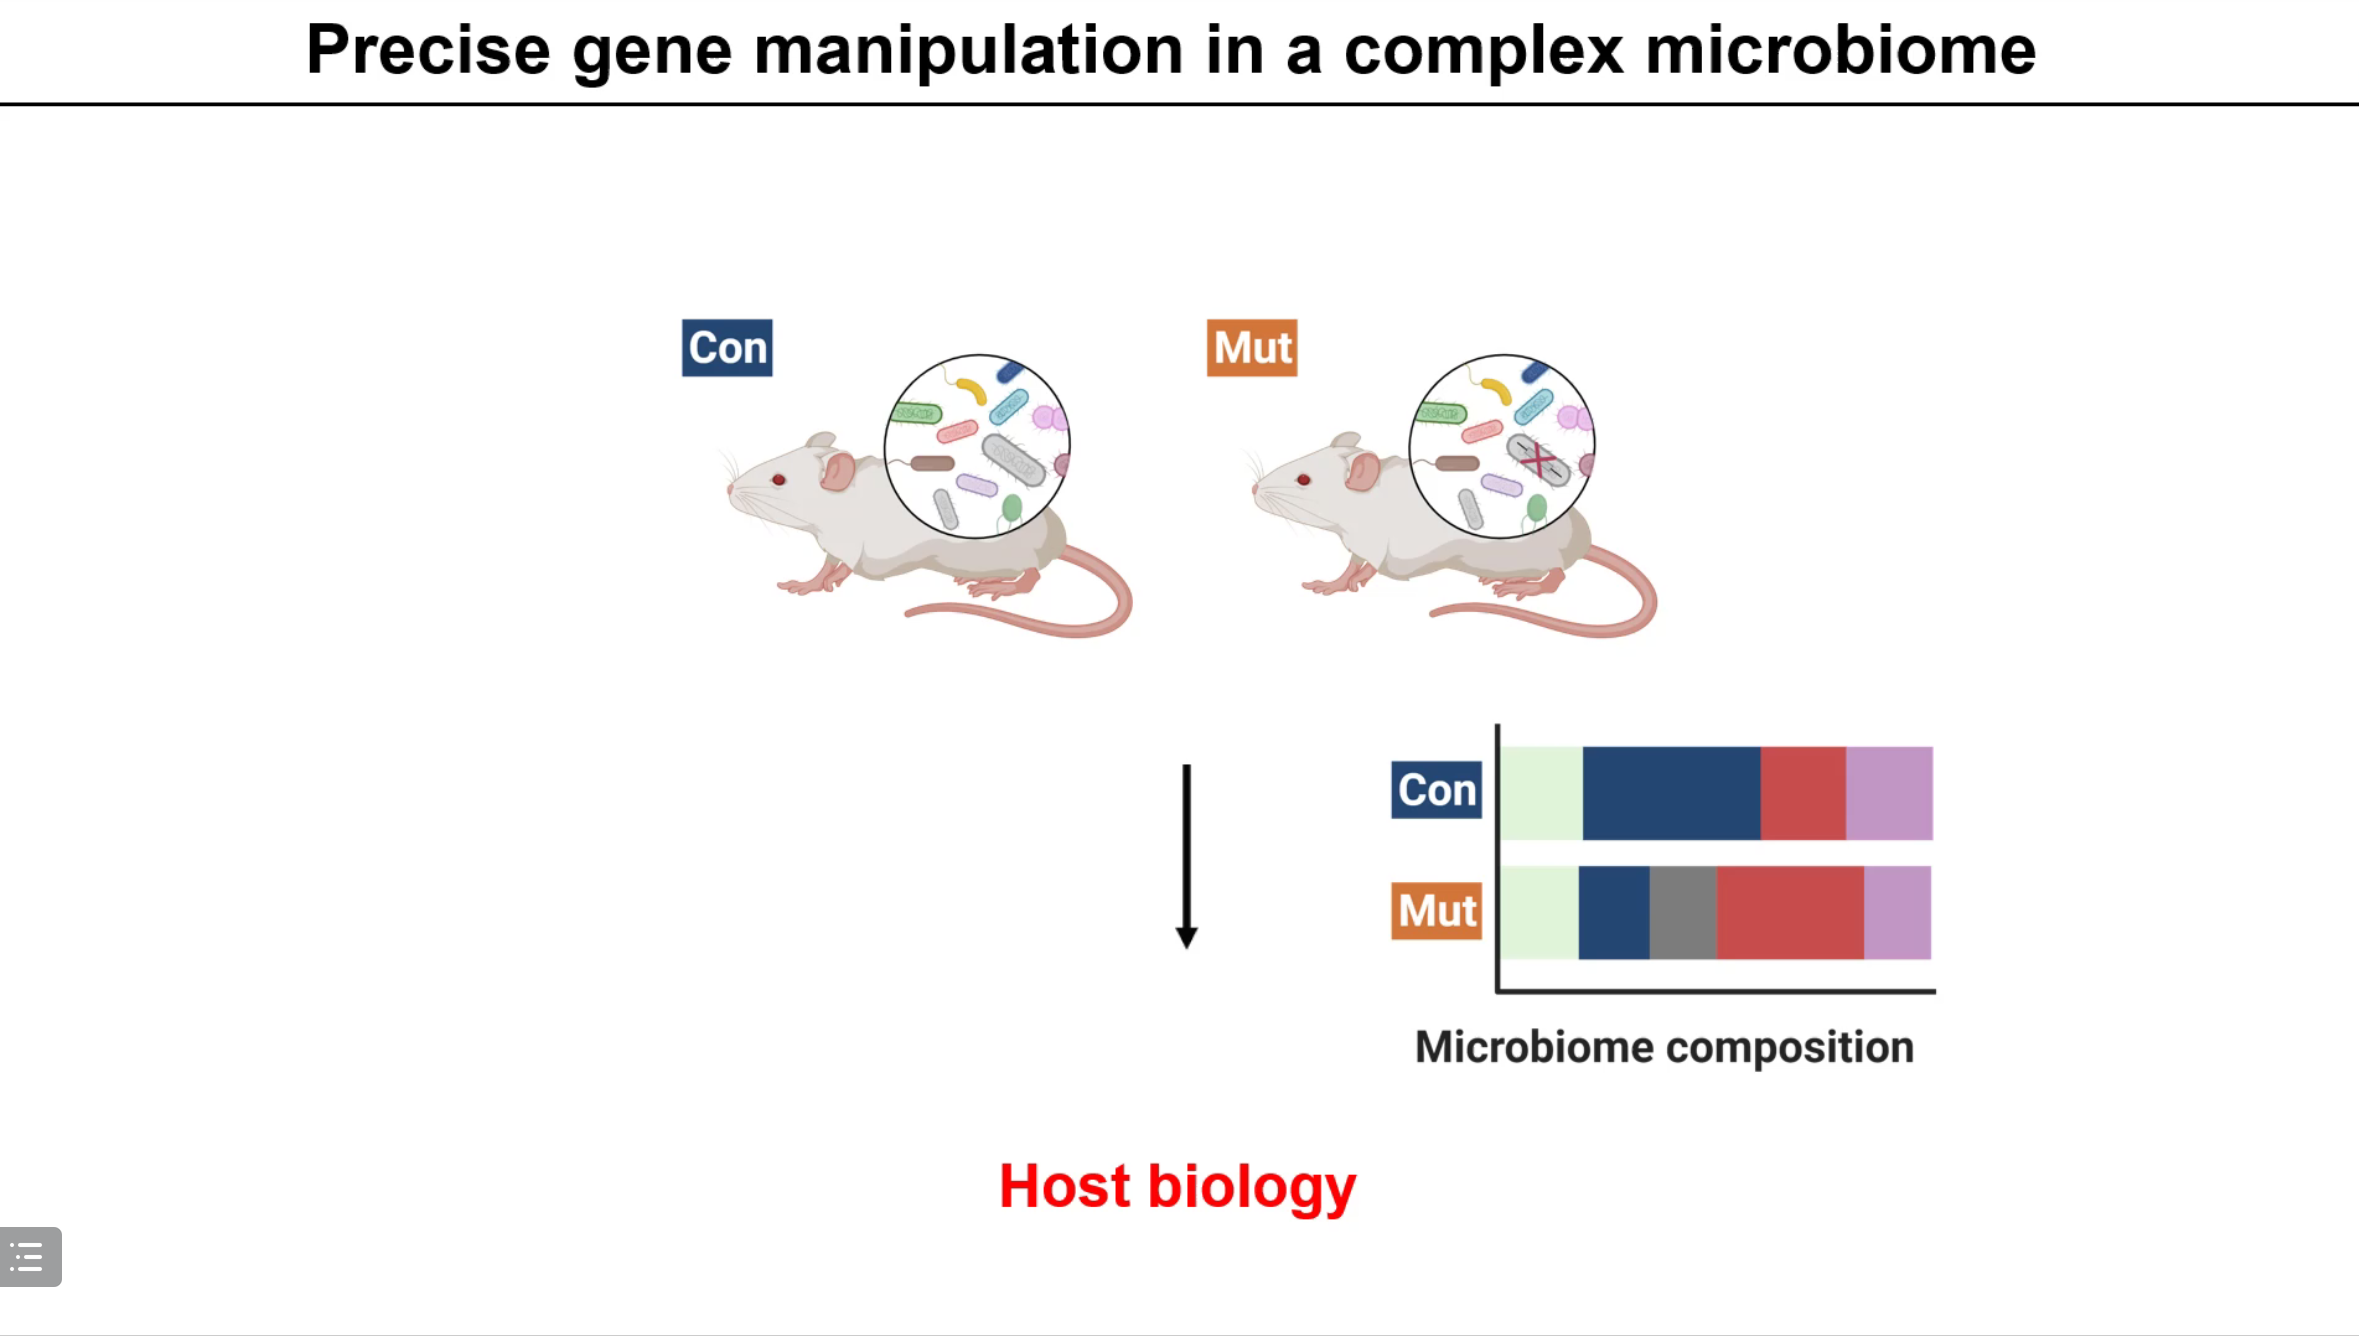 Precise gene manipulation in a complex microbiome
Con
Mut
Con
Mut
Microbiome composition
Host biology